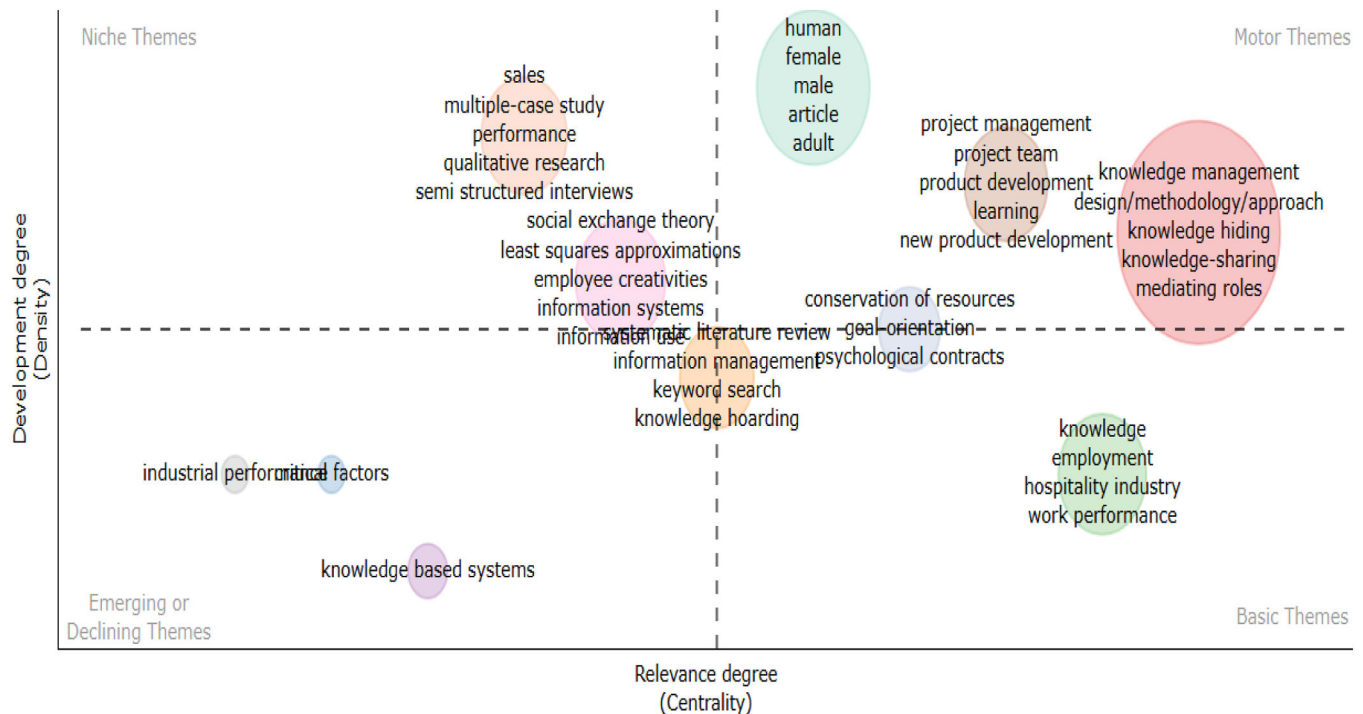 Niche Themes
Motor Themes
human
female
male
article
adult
sales
multiple-case study
performance
qualitative research
semi structured interviews
project management
project team
product development
learning
new product development
knowledge management
design/methodology/approach
knowledge hiding
knowledge-sharing
mediating roles
social exchange theory
least squares approximations
employee creativities
information systems
information use
conservation of resources
goal-orientation
psychological contracts
systematic literature review
information management
keyword search
knowledge hoarding
knowledge
employment
hospitality industry
work performance
industrial performance
critical factors
knowledge based systems
Emerging or
Declining Themes
Basic Themes
Development degree
(Density)
Relevance degree
(Centrality)